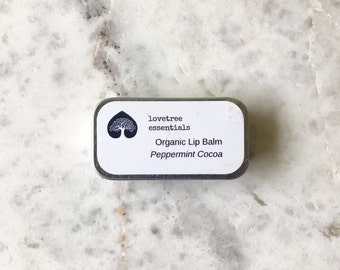 lovetree
essentials
Organic Lip Balm
Peppermint Cocoa